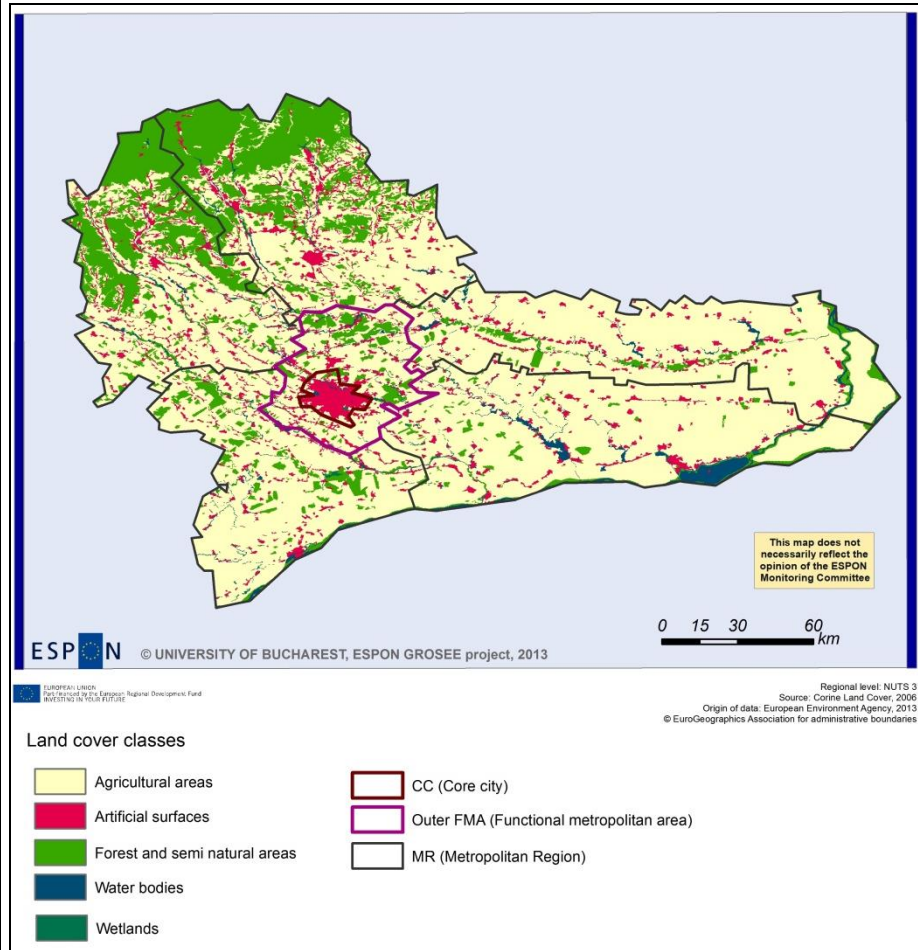 This map does not
necessarily reflect the
opinion of the ESPON
Monitoring Committee
0 15 30 60
km
ESPON © UNIVERSITY OF BUCHAREST, ESPON GROSEE project, 2013
EUROPEAN UNION
Part-financed by the European Regional Development Fund
INVESTING IN YOUR FUTURE
Regional level: NUTS 3
Source: Corine Land Cover, 2006
Origin of data: European Environment Agency, 2013
© EuroGeographics Association for administrative boundaries
Land cover classes
Agricultural areas
Artificial surfaces
Forest and semi natural areas
Water bodies
Wetlands
CC (Core city)
Outer FMA (Functional metropolitan area)
MR (Metropolitan Region)